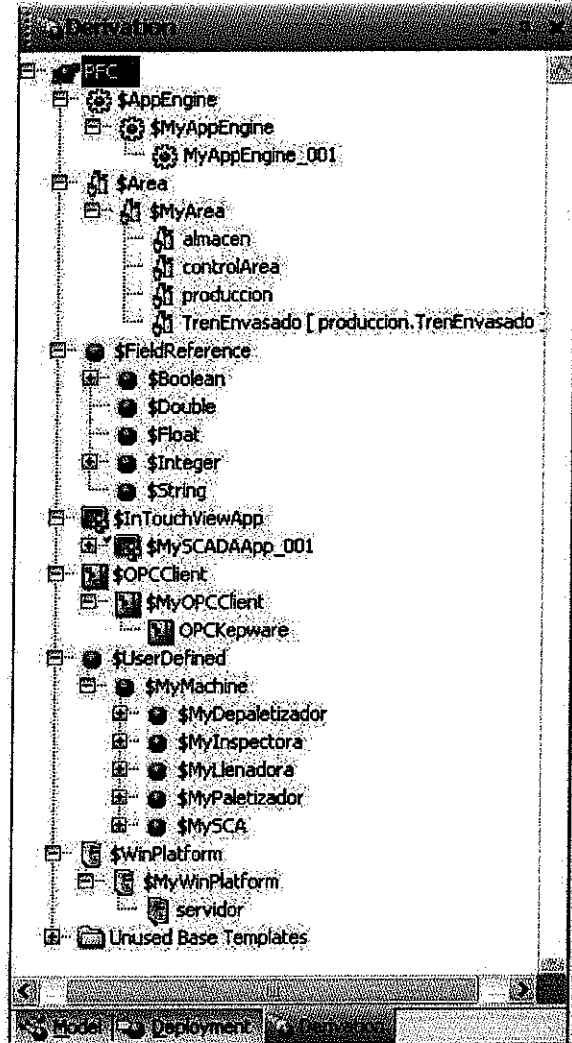 Derivation
PFC
$AppEngine
$MyAppEngine
MyAppEngine_001
$Area
$MyArea
almacen
controlArea
produccion
TrenEnvasado [ produccion.TrenEnvasado ]
$FieldReference
$Boolean
$Double
$Float
$Integer
$String
$InTouchViewApp
$MySCADAApp_001
$OPCClient
$MyOPCClient
OPCKepware
$UserDefined
$MyMachine
$MyDepaletizador
$MyInspectora
$MyLlenadora
$MyPaletizador
$MySCA
$WinPlatform
$MyWinPlatform
servidor
Unused Base Templates
Model Deployment Derivation